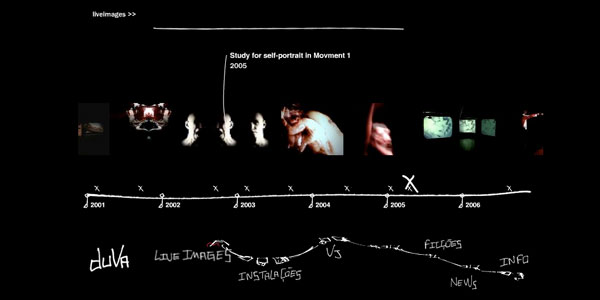 liveimages >>
Study for self-portrait in Movment 1
2005
2001 2002 2003 2004 2005 2006
duVA
LIVE IMAGES
INSTALAÇÕES
VJ
FICÇÕES
NEWS
INFO